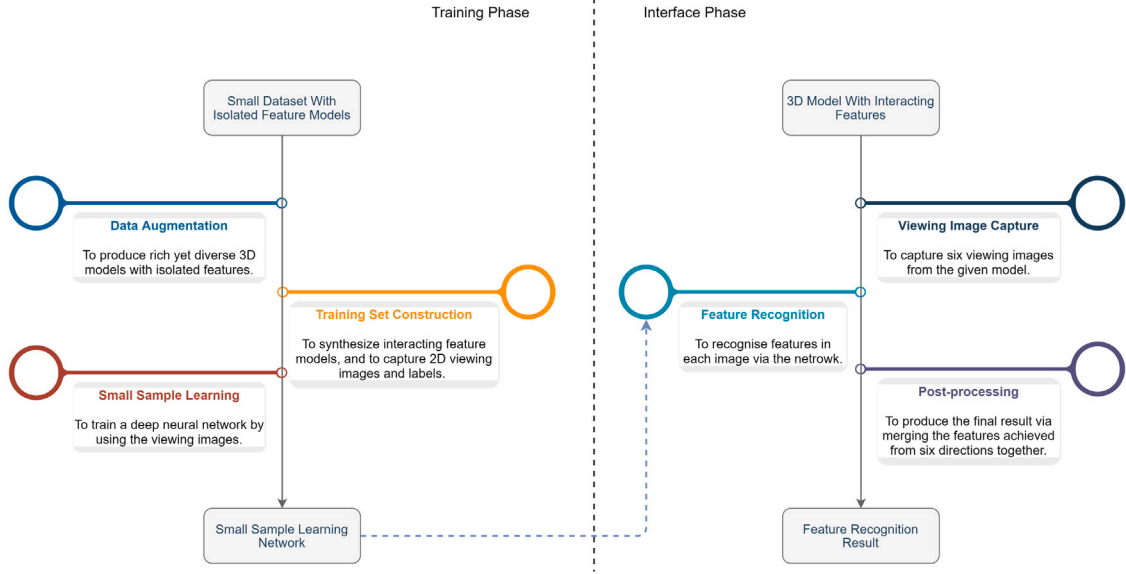 Training Phase
Interface Phase
Small Dataset With
Isolated Feature Models
Data Augmentation
To produce rich yet diverse 3D
models with isolated features.
Training Set Construction
To synthesize interacting feature
models, and to capture 2D viewing
images and labels.
Small Sample Learning
To train a deep neural network by
using the viewing images.
Small Sample Learning
Network
3D Model With Interacting
Features
Viewing Image Capture
To capture six viewing images
from the given model.
Feature Recognition
To recognise features in
each image via the netrowk.
Post-processing
To produce the final result via
merging the features achieved
from six directions together.
Feature Recognition
Result